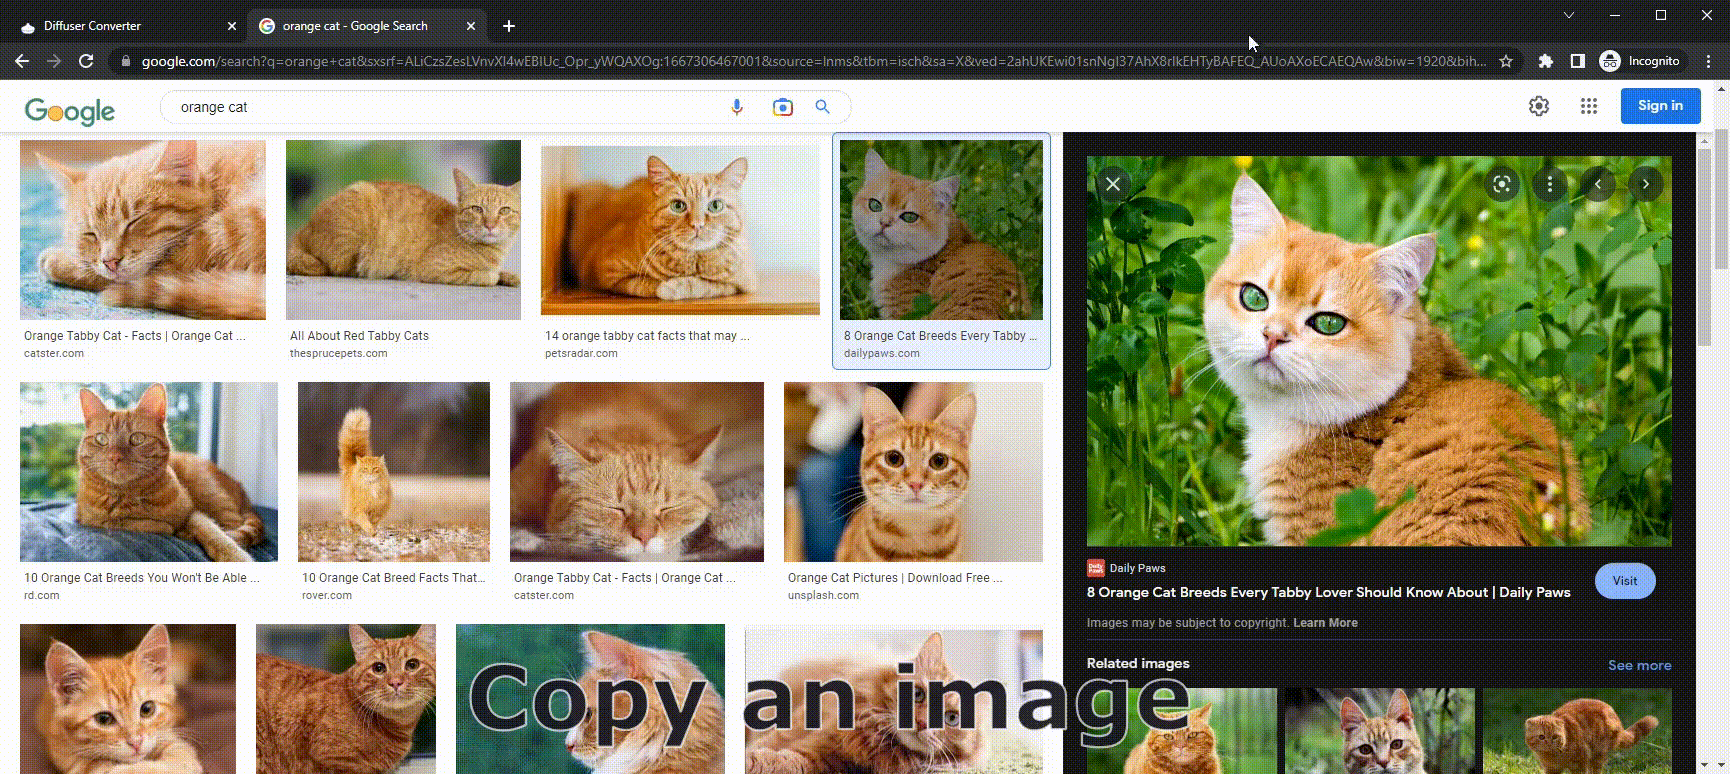 Diffuser Converter
orange cat - Google Search
google.com/search?q=orange+cat&sxsrf=ALiCzsZesLVnvXl4wEBIUc_Opr_yWQAXOg:1667306467001&source=lnms&tbm=isch&sa=X&ved=2ahUKEwi01snNgI37AhX8rIkEHTyBAFEQ_AUoAXoECAEQAw&biw=1920&bih...
Incognito
Google
orange cat
Sign in
Orange Tabby Cat - Facts | Orange Cat ...
catster.com
All About Red Tabby Cats
thesprucepets.com
14 orange tabby cat facts that may ...
petsradar.com
8 Orange Cat Breeds Every Tabby ...
dailypaws.com
10 Orange Cat Breeds You Won't Be Able ...
rd.com
10 Orange Cat Breed Facts That...
rover.com
Orange Tabby Cat - Facts | Orange Cat ...
catster.com
Orange Cat Pictures | Download Free ...
unsplash.com
Daily Paws
Daily Paws
8 Orange Cat Breeds Every Tabby Lover Should Know About | Daily Paws
Visit
Images may be subject to copyright. Learn More
Related images
See more
Copy an image